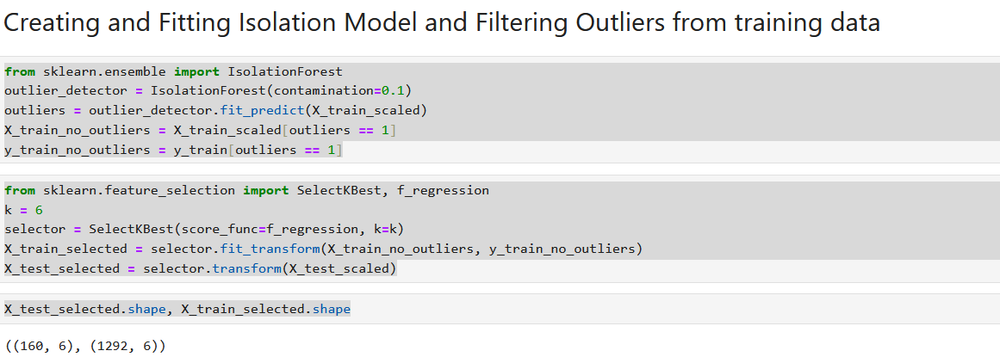 Creating and Fitting Isolation Model and Filtering Outliers from training data
from sklearn.ensemble import IsolationForest
outlier_detector = IsolationForest(contamination=0.1)
outliers = outlier_detector.fit_predict(X_train_scaled)
X_train_no_outliers = X_train_scaled[outliers == 1]
y_train_no_outliers = y_train[outliers == 1]
from sklearn.feature_selection import SelectKBest, f_regression
k = 6
selector = SelectKBest(score_func=f_regression, k=k)
X_train_selected = selector.fit_transform(X_train_no_outliers, y_train_no_outliers)
X_test_selected = selector.transform(X_test_scaled)
X_test_selected.shape, X_train_selected.shape
((160, 6), (1292, 6))